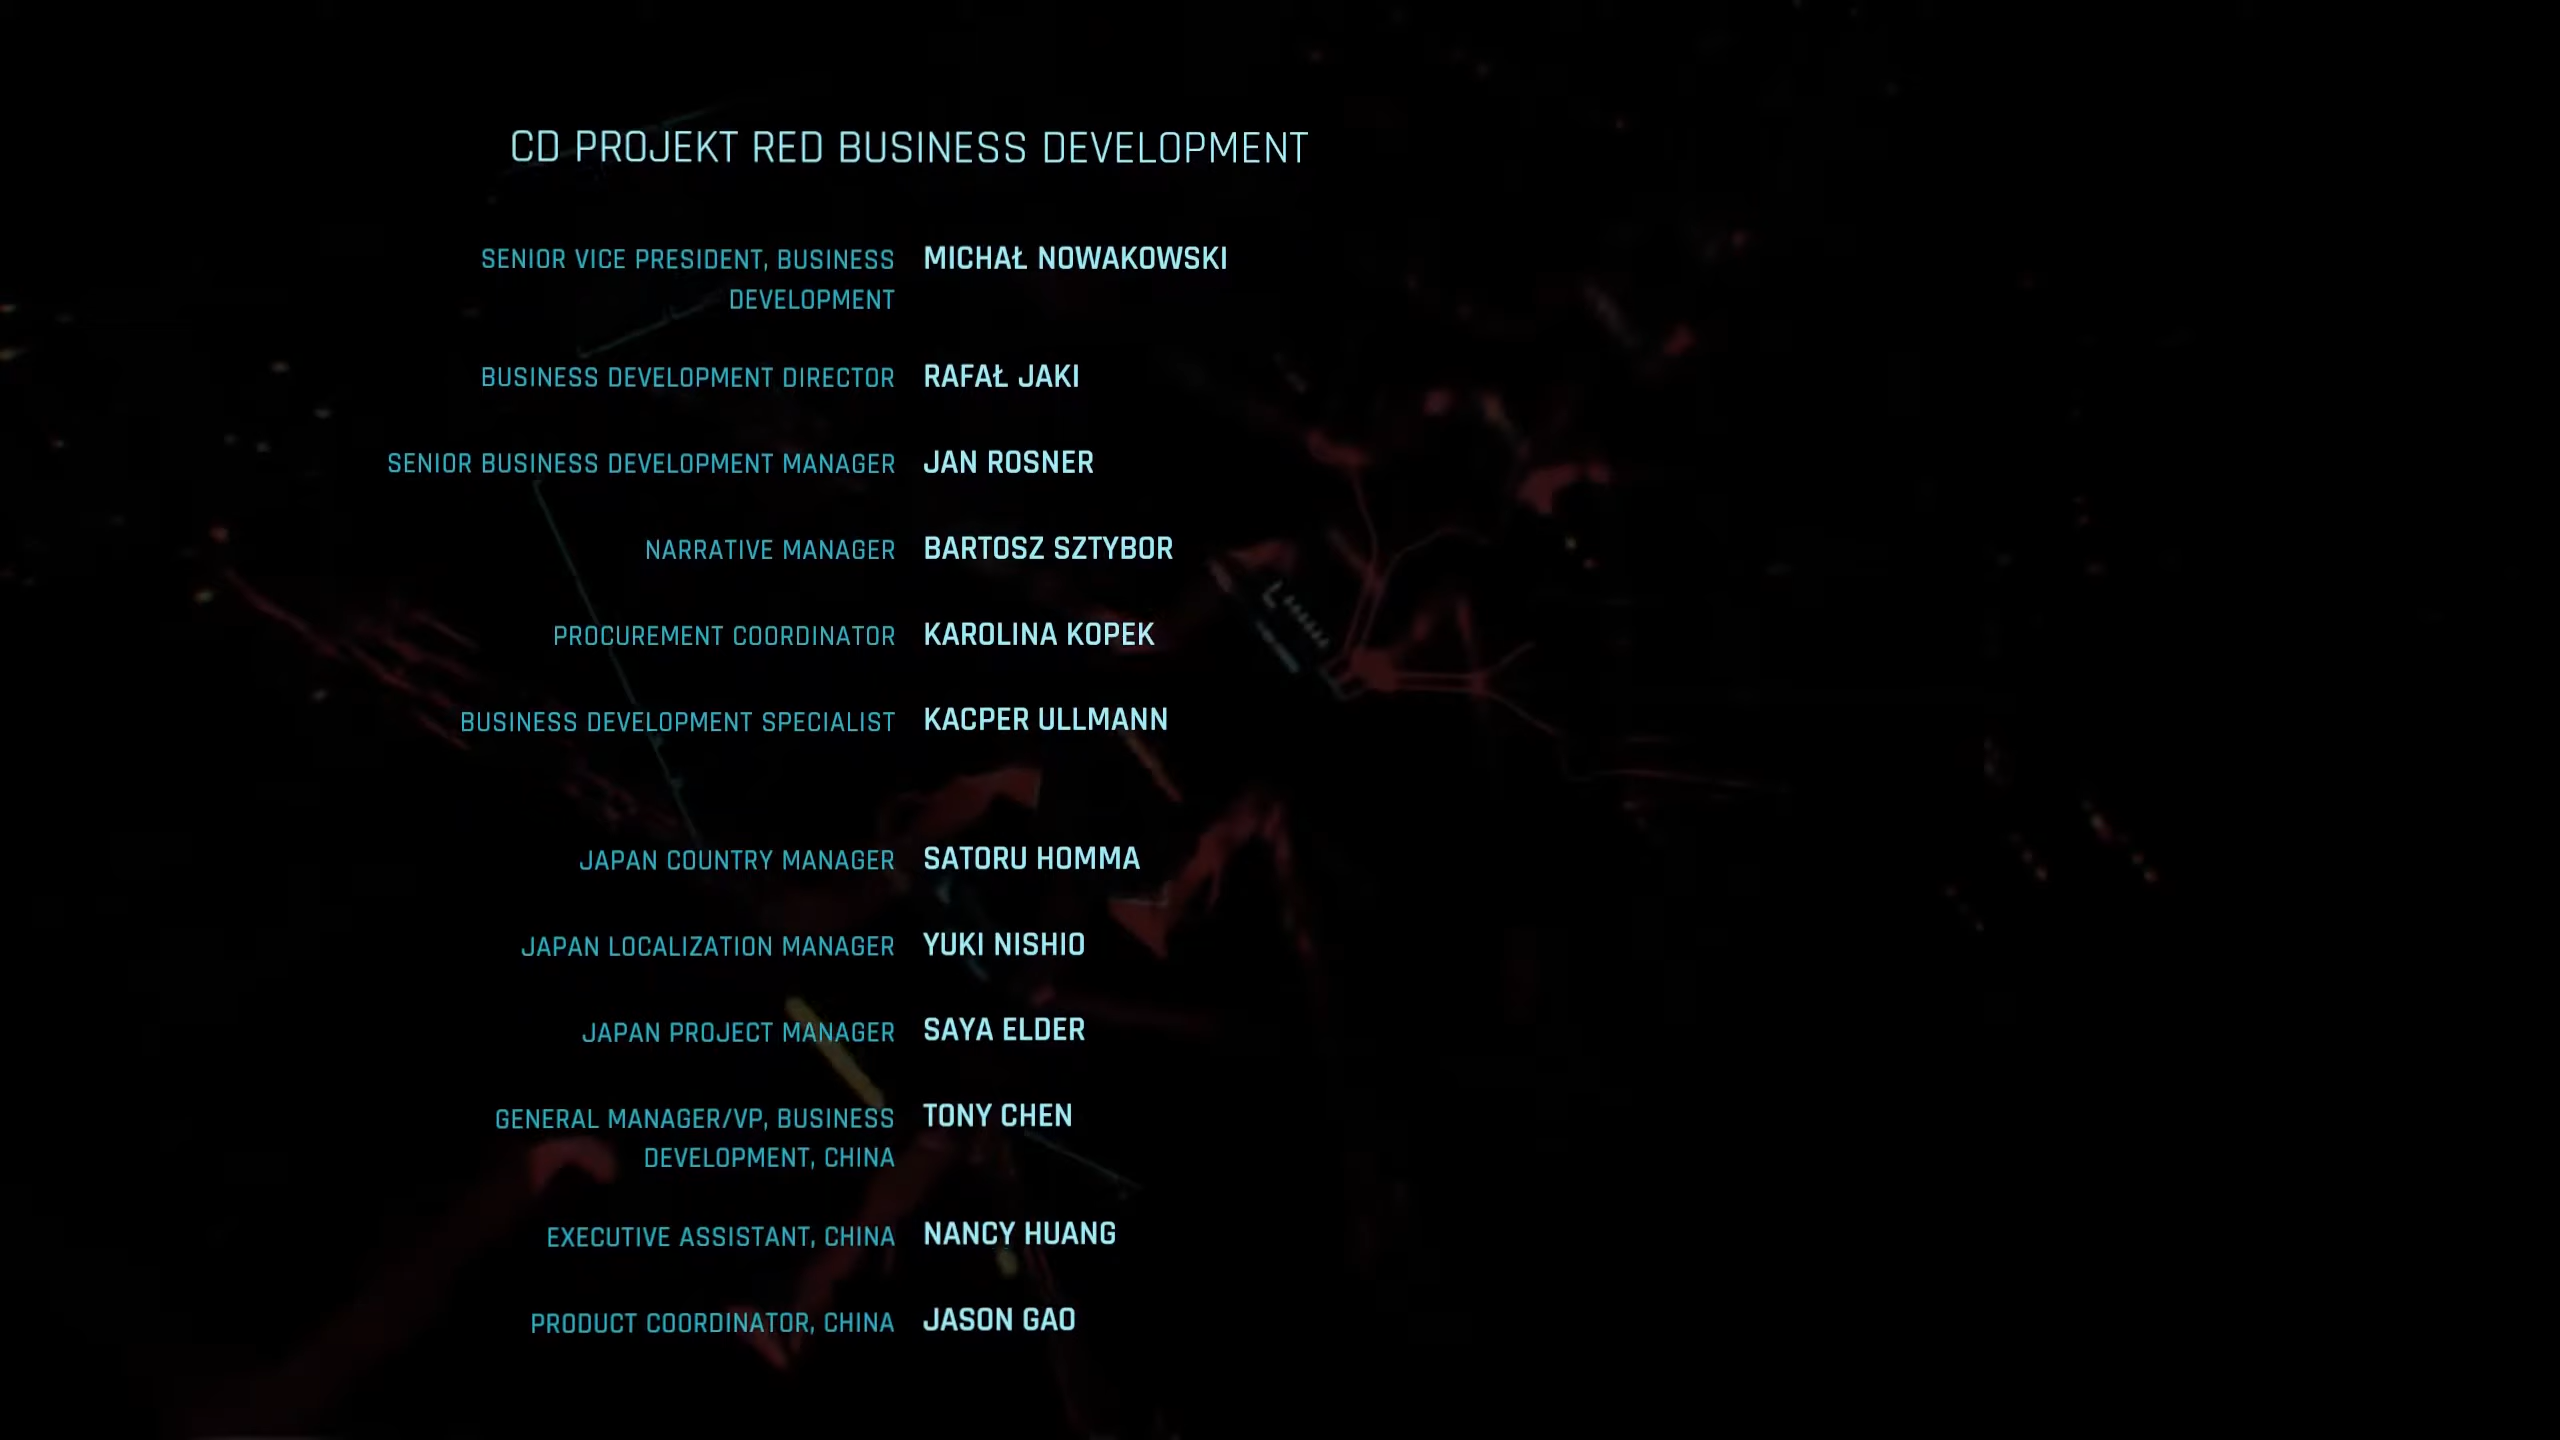 CD PROJEKT RED BUSINESS DEVELOPMENT
SENIOR VICE PRESIDENT, BUSINESS MICHAŁ NOWAKOWSKI
DEVELOPMENT
BUSINESS DEVELOPMENT DIRECTOR RAFAŁ JAKI
SENIOR BUSINESS DEVELOPMENT MANAGER JAN ROSNER
NARRATIVE MANAGER BARTOSZ SZTYBOR
PROCUREMENT COORDINATOR KAROLINA KOPEK
BUSINESS DEVELOPMENT SPECIALIST KACPER ULLMANN
JAPAN COUNTRY MANAGER SATORU HOMMA
JAPAN LOCALIZATION MANAGER YUKI NISHIO
JAPAN PROJECT MANAGER SAYA ELDER
GENERAL MANAGER/VP, BUSINESS TONY CHEN
DEVELOPMENT, CHINA
EXECUTIVE ASSISTANT, CHINA NANCY HUANG
PRODUCT COORDINATOR, CHINA JASON GAO